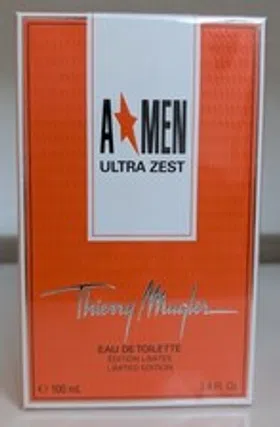 A★MEN
ULTRA ZEST
Thierry Mugler
EAU DE TOILETTE
ÉDITION LIMITÉE
LIMITED EDITION
℮ 100 mL 3.4 Fl. Oz